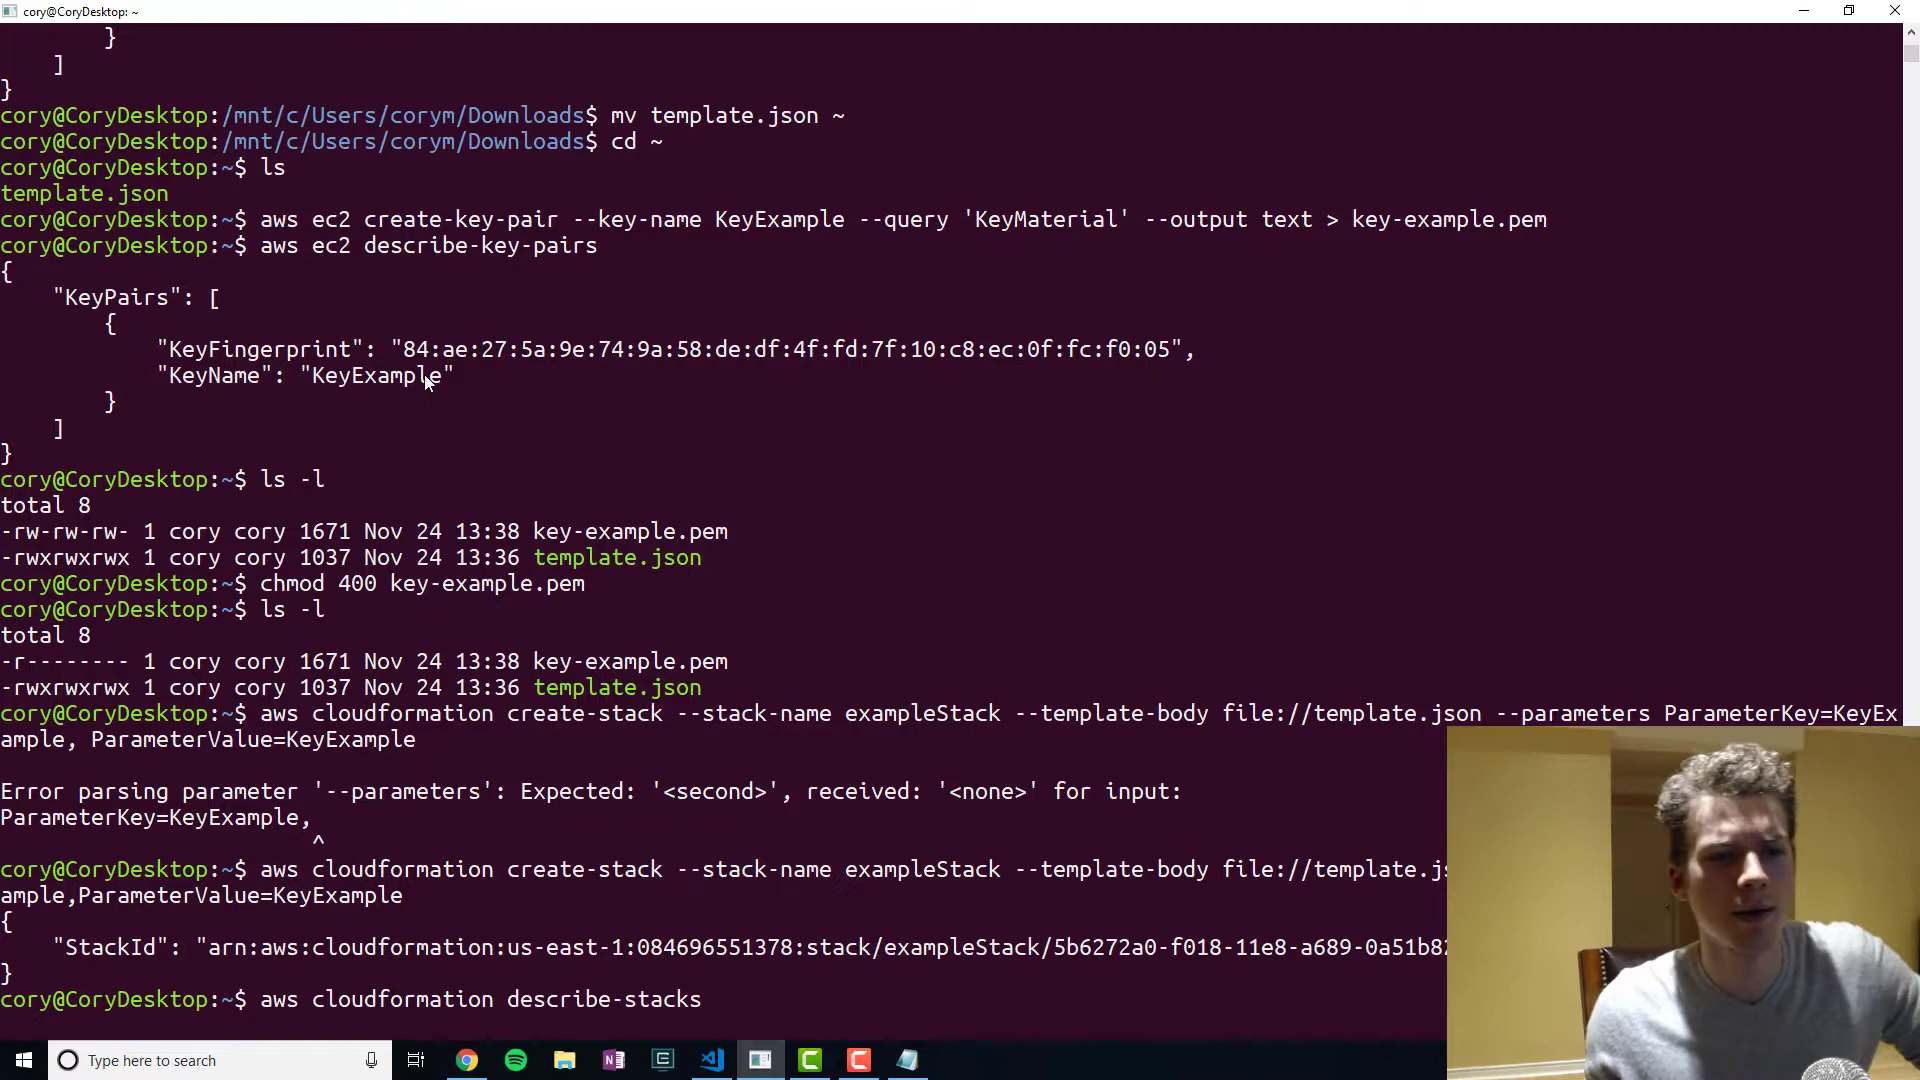 cory@CoryDesktop: ~
}
]
}
cory@CoryDesktop:/mnt/c/Users/corym/Downloads$ mv template.json ~
cory@CoryDesktop:/mnt/c/Users/corym/Downloads$ cd ~
cory@CoryDesktop:~$ ls
template.json
cory@CoryDesktop:~$ aws ec2 create-key-pair --key-name KeyExample --query 'KeyMaterial' --output text > key-example.pem
cory@CoryDesktop:~$ aws ec2 describe-key-pairs
{
"KeyPairs": [
{
"KeyFingerprint": "84:ae:27:5a:9e:74:9a:58:de:df:4f:fd:7f:10:c8:ec:0f:fc:f0:05",
"KeyName": "KeyExample"
}
]
}
cory@CoryDesktop:~$ ls -l
total 8
-rw-rw-rw- 1 cory cory 1671 Nov 24 13:38 key-example.pem
-rwxrwxrwx 1 cory cory 1037 Nov 24 13:36 template.json
cory@CoryDesktop:~$ chmod 400 key-example.pem
cory@CoryDesktop:~$ ls -l
total 8
-r-------- 1 cory cory 1671 Nov 24 13:38 key-example.pem
-rwxrwxrwx 1 cory cory 1037 Nov 24 13:36 template.json
cory@CoryDesktop:~$ aws cloudformation create-stack --stack-name exampleStack --template-body file://template.json --parameters ParameterKey=KeyEx
ample, ParameterValue=KeyExample
Error parsing parameter '--parameters': Expected: '<second>', received: '<none>' for input:
ParameterKey=KeyExample,
^
cory@CoryDesktop:~$ aws cloudformation create-stack --stack-name exampleStack --template-body file://template.js
ample,ParameterValue=KeyExample
{
"StackId": "arn:aws:cloudformation:us-east-1:084696551378:stack/exampleStack/5b6272a0-f018-11e8-a689-0a51b82
}
cory@CoryDesktop:~$ aws cloudformation describe-stacks
Type here to search